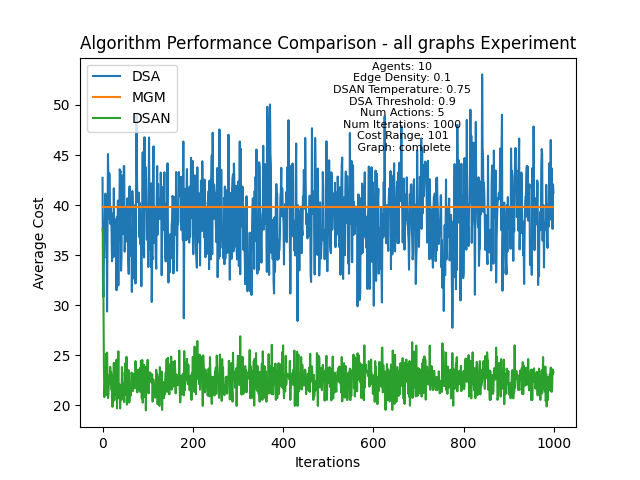 Algorithm Performance Comparison - all graphs Experiment
DSA
MGM
DSAN
Agents: 10
Edge Density: 0.1
DSAN Temperature: 0.75
DSA Threshold: 0.9
Num Actions: 5
Num Iterations: 1000
Cost Range: 101
Graph: complete
Average Cost
50
45
40
35
30
25
20
0
200
400
600
800
1000
Iterations